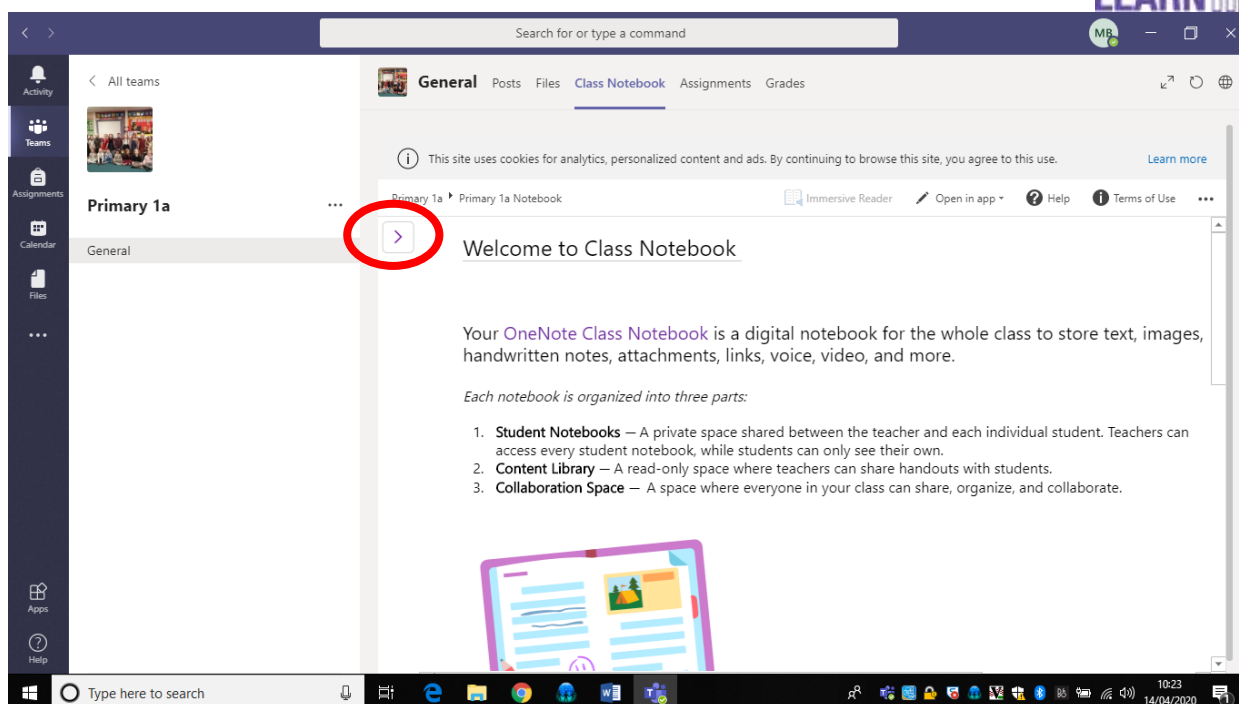 LEARN
Search for or type a command
MB
Activity
Teams
Assignments
Calendar
Files
Apps
Help
All teams
Primary 1a
General
General Posts Files Class Notebook Assignments Grades
This site uses cookies for analytics, personalized content and ads. By continuing to browse this site, you agree to this use. Learn more
Primary 1a Primary 1a Notebook Immersive Reader Open in app Help Terms of Use
Welcome to Class Notebook
Your OneNote Class Notebook is a digital notebook for the whole class to store text, images,
handwritten notes, attachments, links, voice, video, and more.
Each notebook is organized into three parts:
1. Student Notebooks — A private space shared between the teacher and each individual student. Teachers can
access every student notebook, while students can only see their own.
2. Content Library — A read-only space where teachers can share handouts with students.
3. Collaboration Space — A space where everyone in your class can share, organize, and collaborate.
Type here to search
10:23
14/04/2020